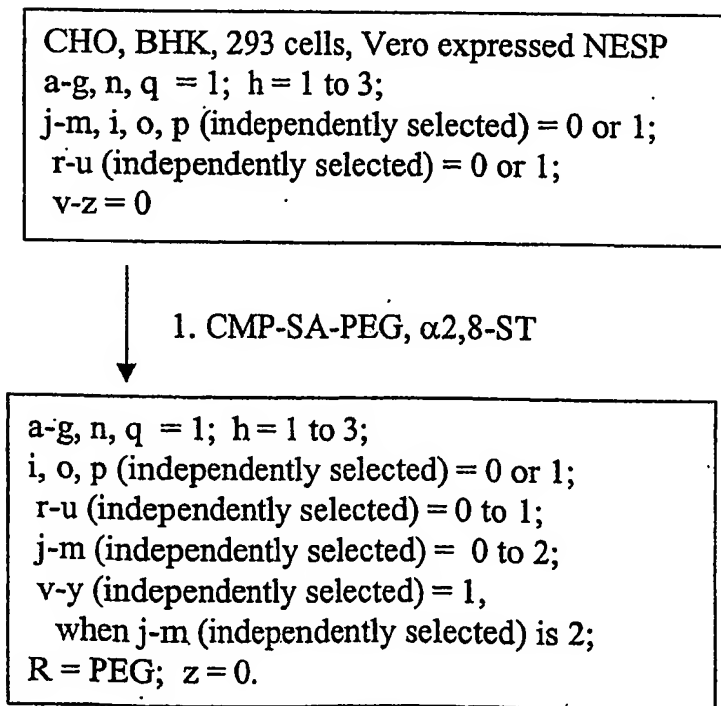 CHO, BHK, 293 cells, Vero expressed NESP
a-g, n, q = 1; h = 1 to 3;
j-m, i, o, p (independently selected) = 0 or 1;
r-u (independently selected) = 0 or 1;
v-z = 0
1. CMP-SA-PEG, α2,8-ST
a-g, n, q = 1; h = 1 to 3;
i, o, p (independently selected) = 0 or 1;
r-u (independently selected) = 0 to 1;
j-m (independently selected) = 0 to 2;
v-y (independently selected) = 1,
when j-m (independently selected) is 2;
R = PEG; z = 0.